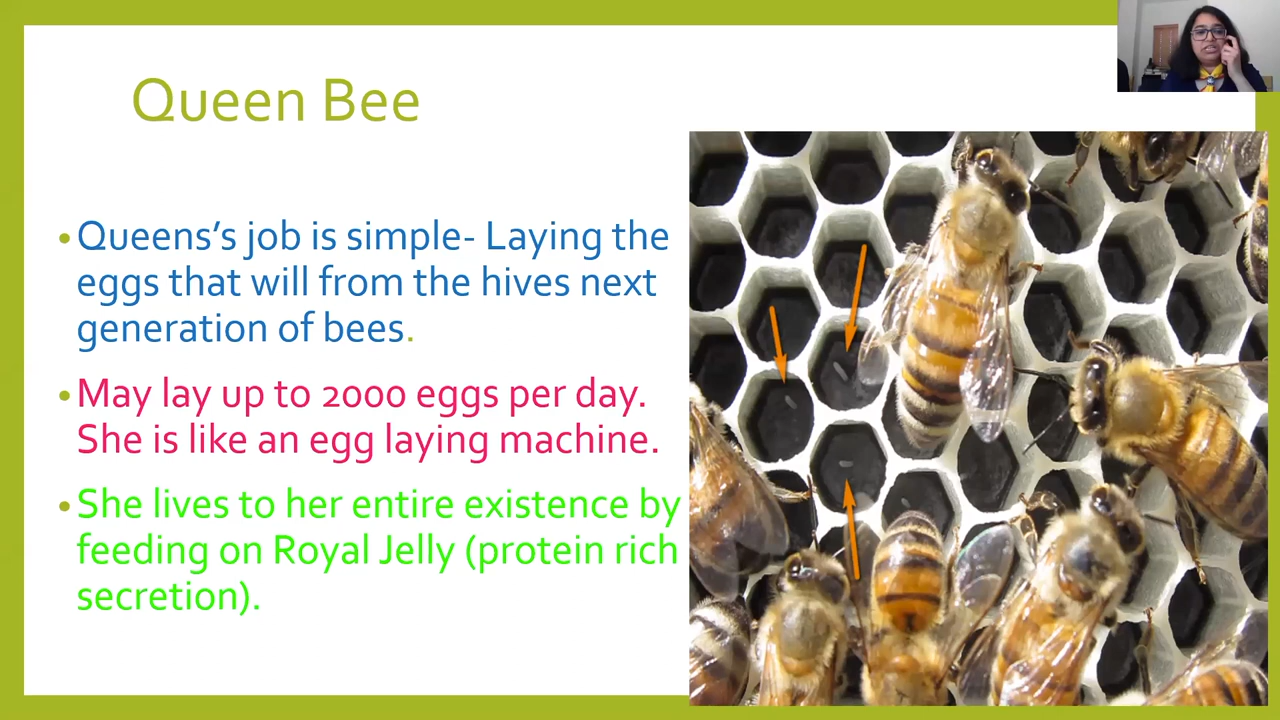 Queen Bee
•Queens’s job is simple- Laying the
eggs that will from the hives next
generation of bees.
•May lay up to 2000 eggs per day.
She is like an egg laying machine.
•She lives to her entire existence by
feeding on Royal Jelly (protein rich
secretion).